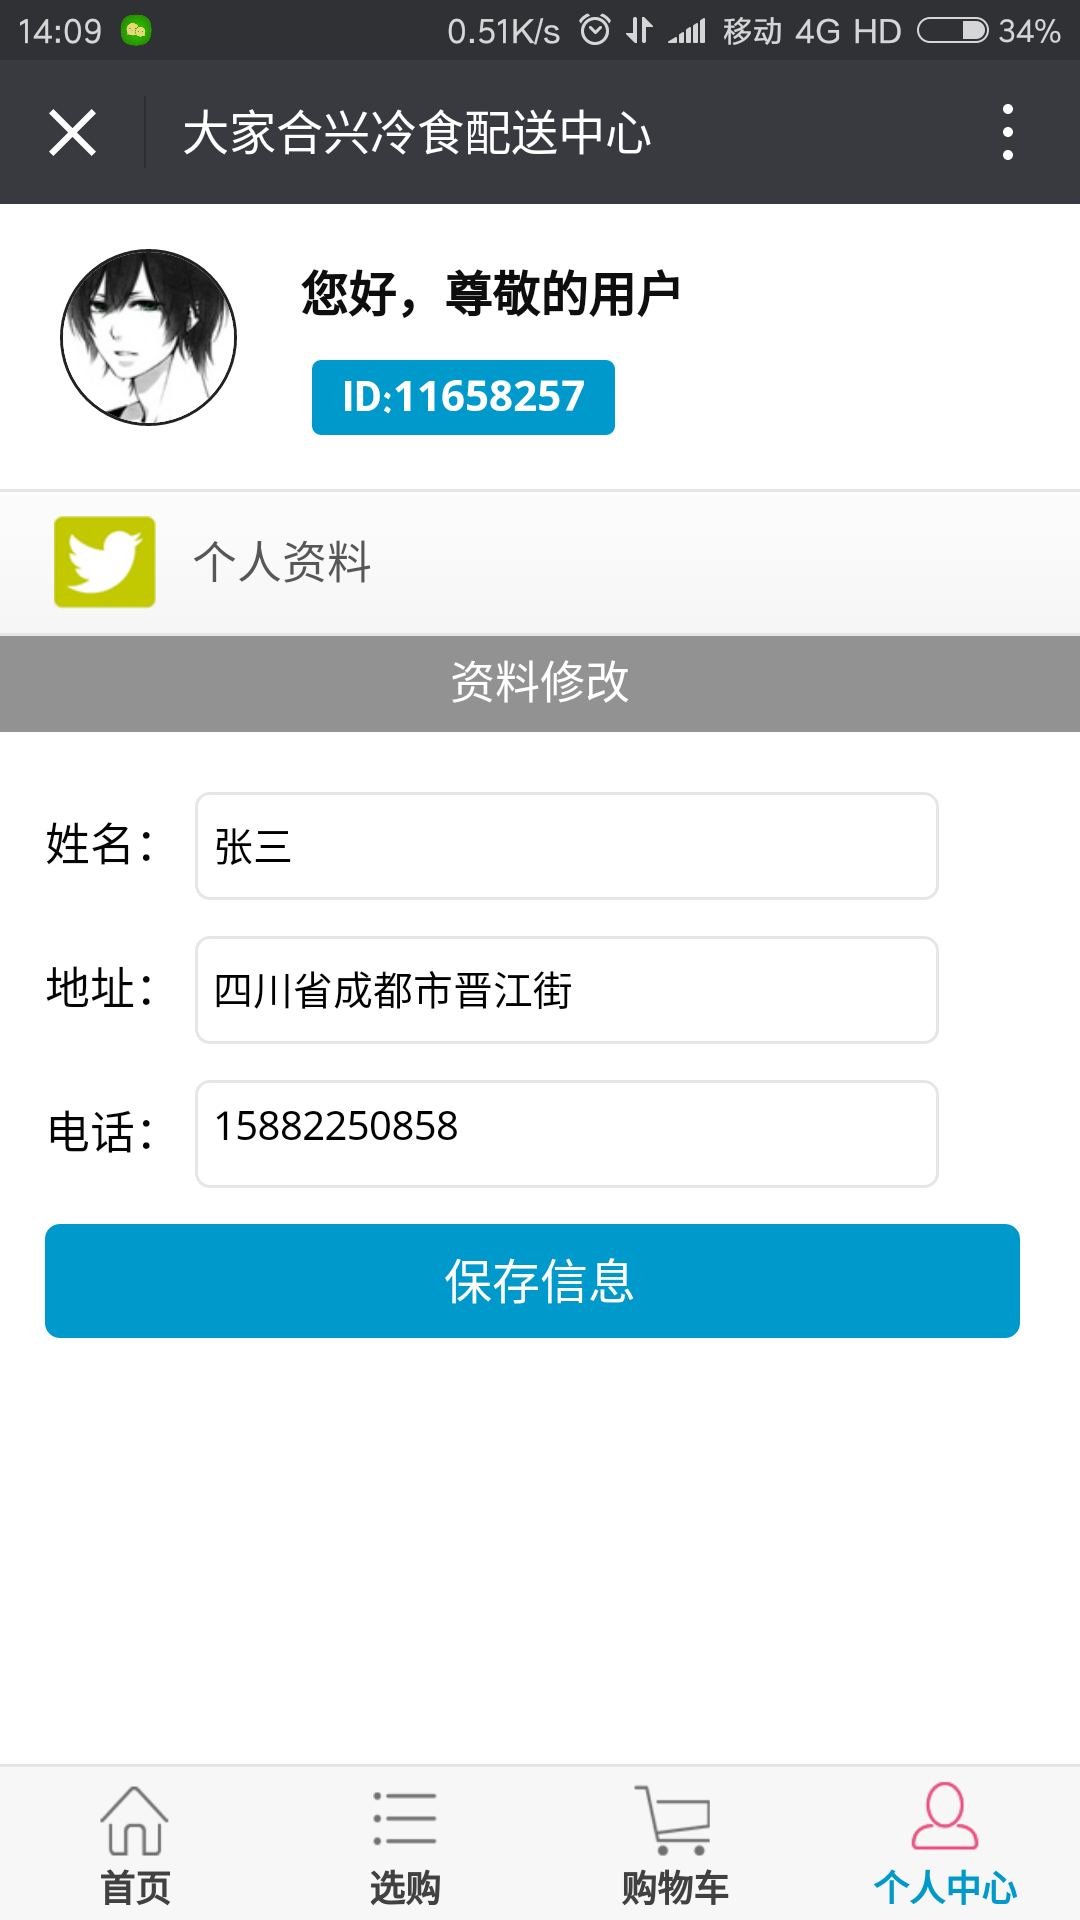 14:09 0.51K/s 移动 4G HD 34%
大家合兴冷食配送中心
您好，尊敬的用户
ID:11658257
个人资料
资料修改
姓名： 张三
地址： 四川省成都市晋江街
电话： 15882250858
保存信息
首页 选购 购物车 个人中心